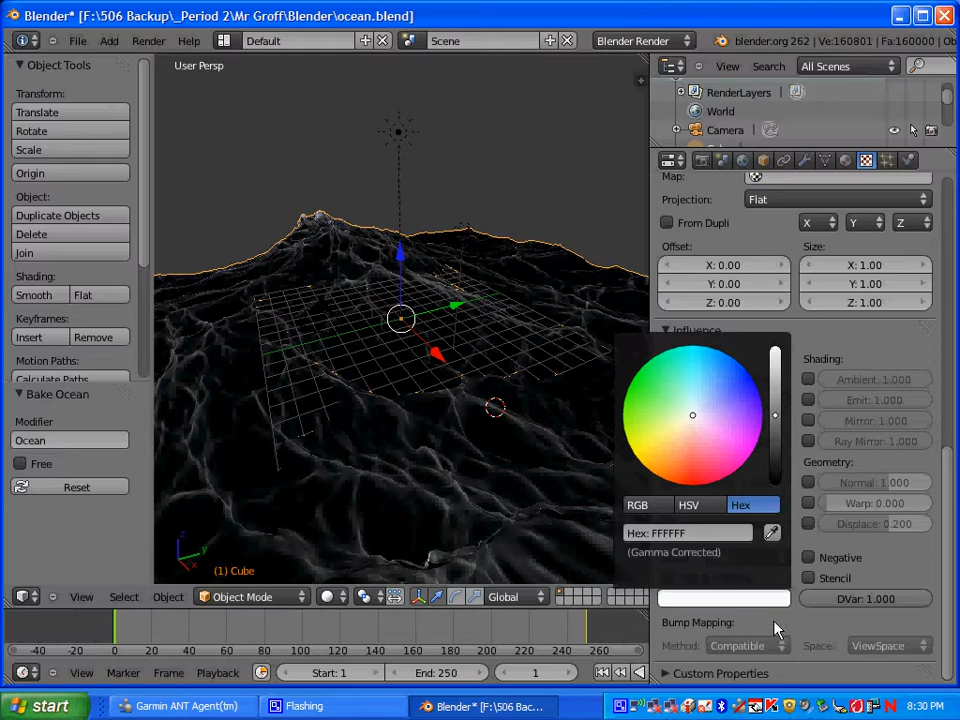 Blender* [F:\506 Backup\_Period 2\Mr Groff\Blender\ocean.blend]
File Add Render Help Default Scene Blender Render blender.org 262 | Ve:160801 | Fa:160000 | Ob
Object Tools
Transform:
Translate
Rotate
Scale
Origin
Object:
Duplicate Objects
Delete
Join
Shading:
Smooth Flat
Keyframes:
Insert Remove
Motion Paths:
Calculate Paths
Bake Ocean
Modifier
Ocean
Free
Reset
User Persp
z
y
x
(1) Cube
View Search All Scenes
RenderLayers
World
Camera
Map:
Projection: Flat
From Dupli X Y Z
Offset: Size:
X: 0.00 X: 1.00
Y: 0.00 Y: 1.00
Z: 0.00 Z: 1.00
Influence
Shading:
Ambient: 1.000
Emit: 1.000
Mirror: 1.000
Ray Mirror: 1.000
Geometry:
Normal: 1.000
Warp: 0.000
Displace: 0.200
RGB HSV Hex
Hex: FFFFFF
(Gamma Corrected)
Negative
Stencil
DVar: 1.000
Bump Mapping:
Method: Compatible Space: ViewSpace
Custom Properties
View Select Object Object Mode Global
-40 -20 0 20 40 60 80 100 120 140 160 180 200 220 240 260
View Marker Frame Playback Start: 1 End: 250 1
start Garmin ANT Agent(tm) Flashing Blender* [F:\506 Bac... 8:30 PM